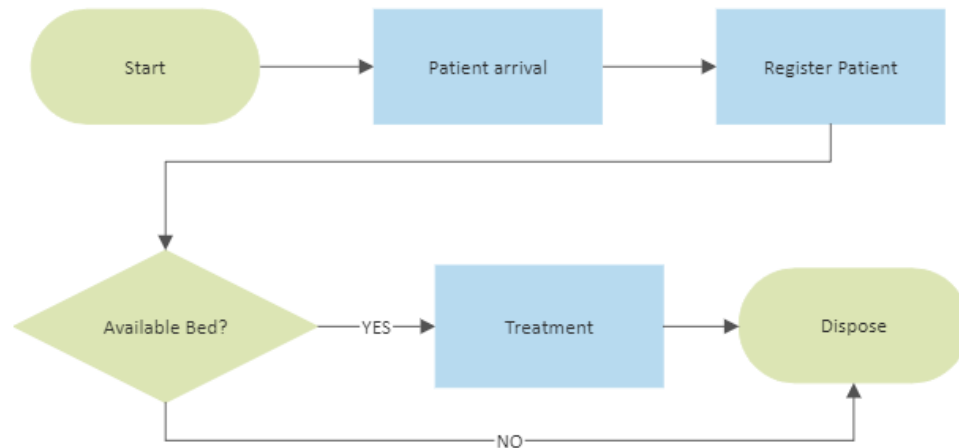 Start
Patient arrival
Register Patient
Available Bed?
YES
Treatment
Dispose
NO